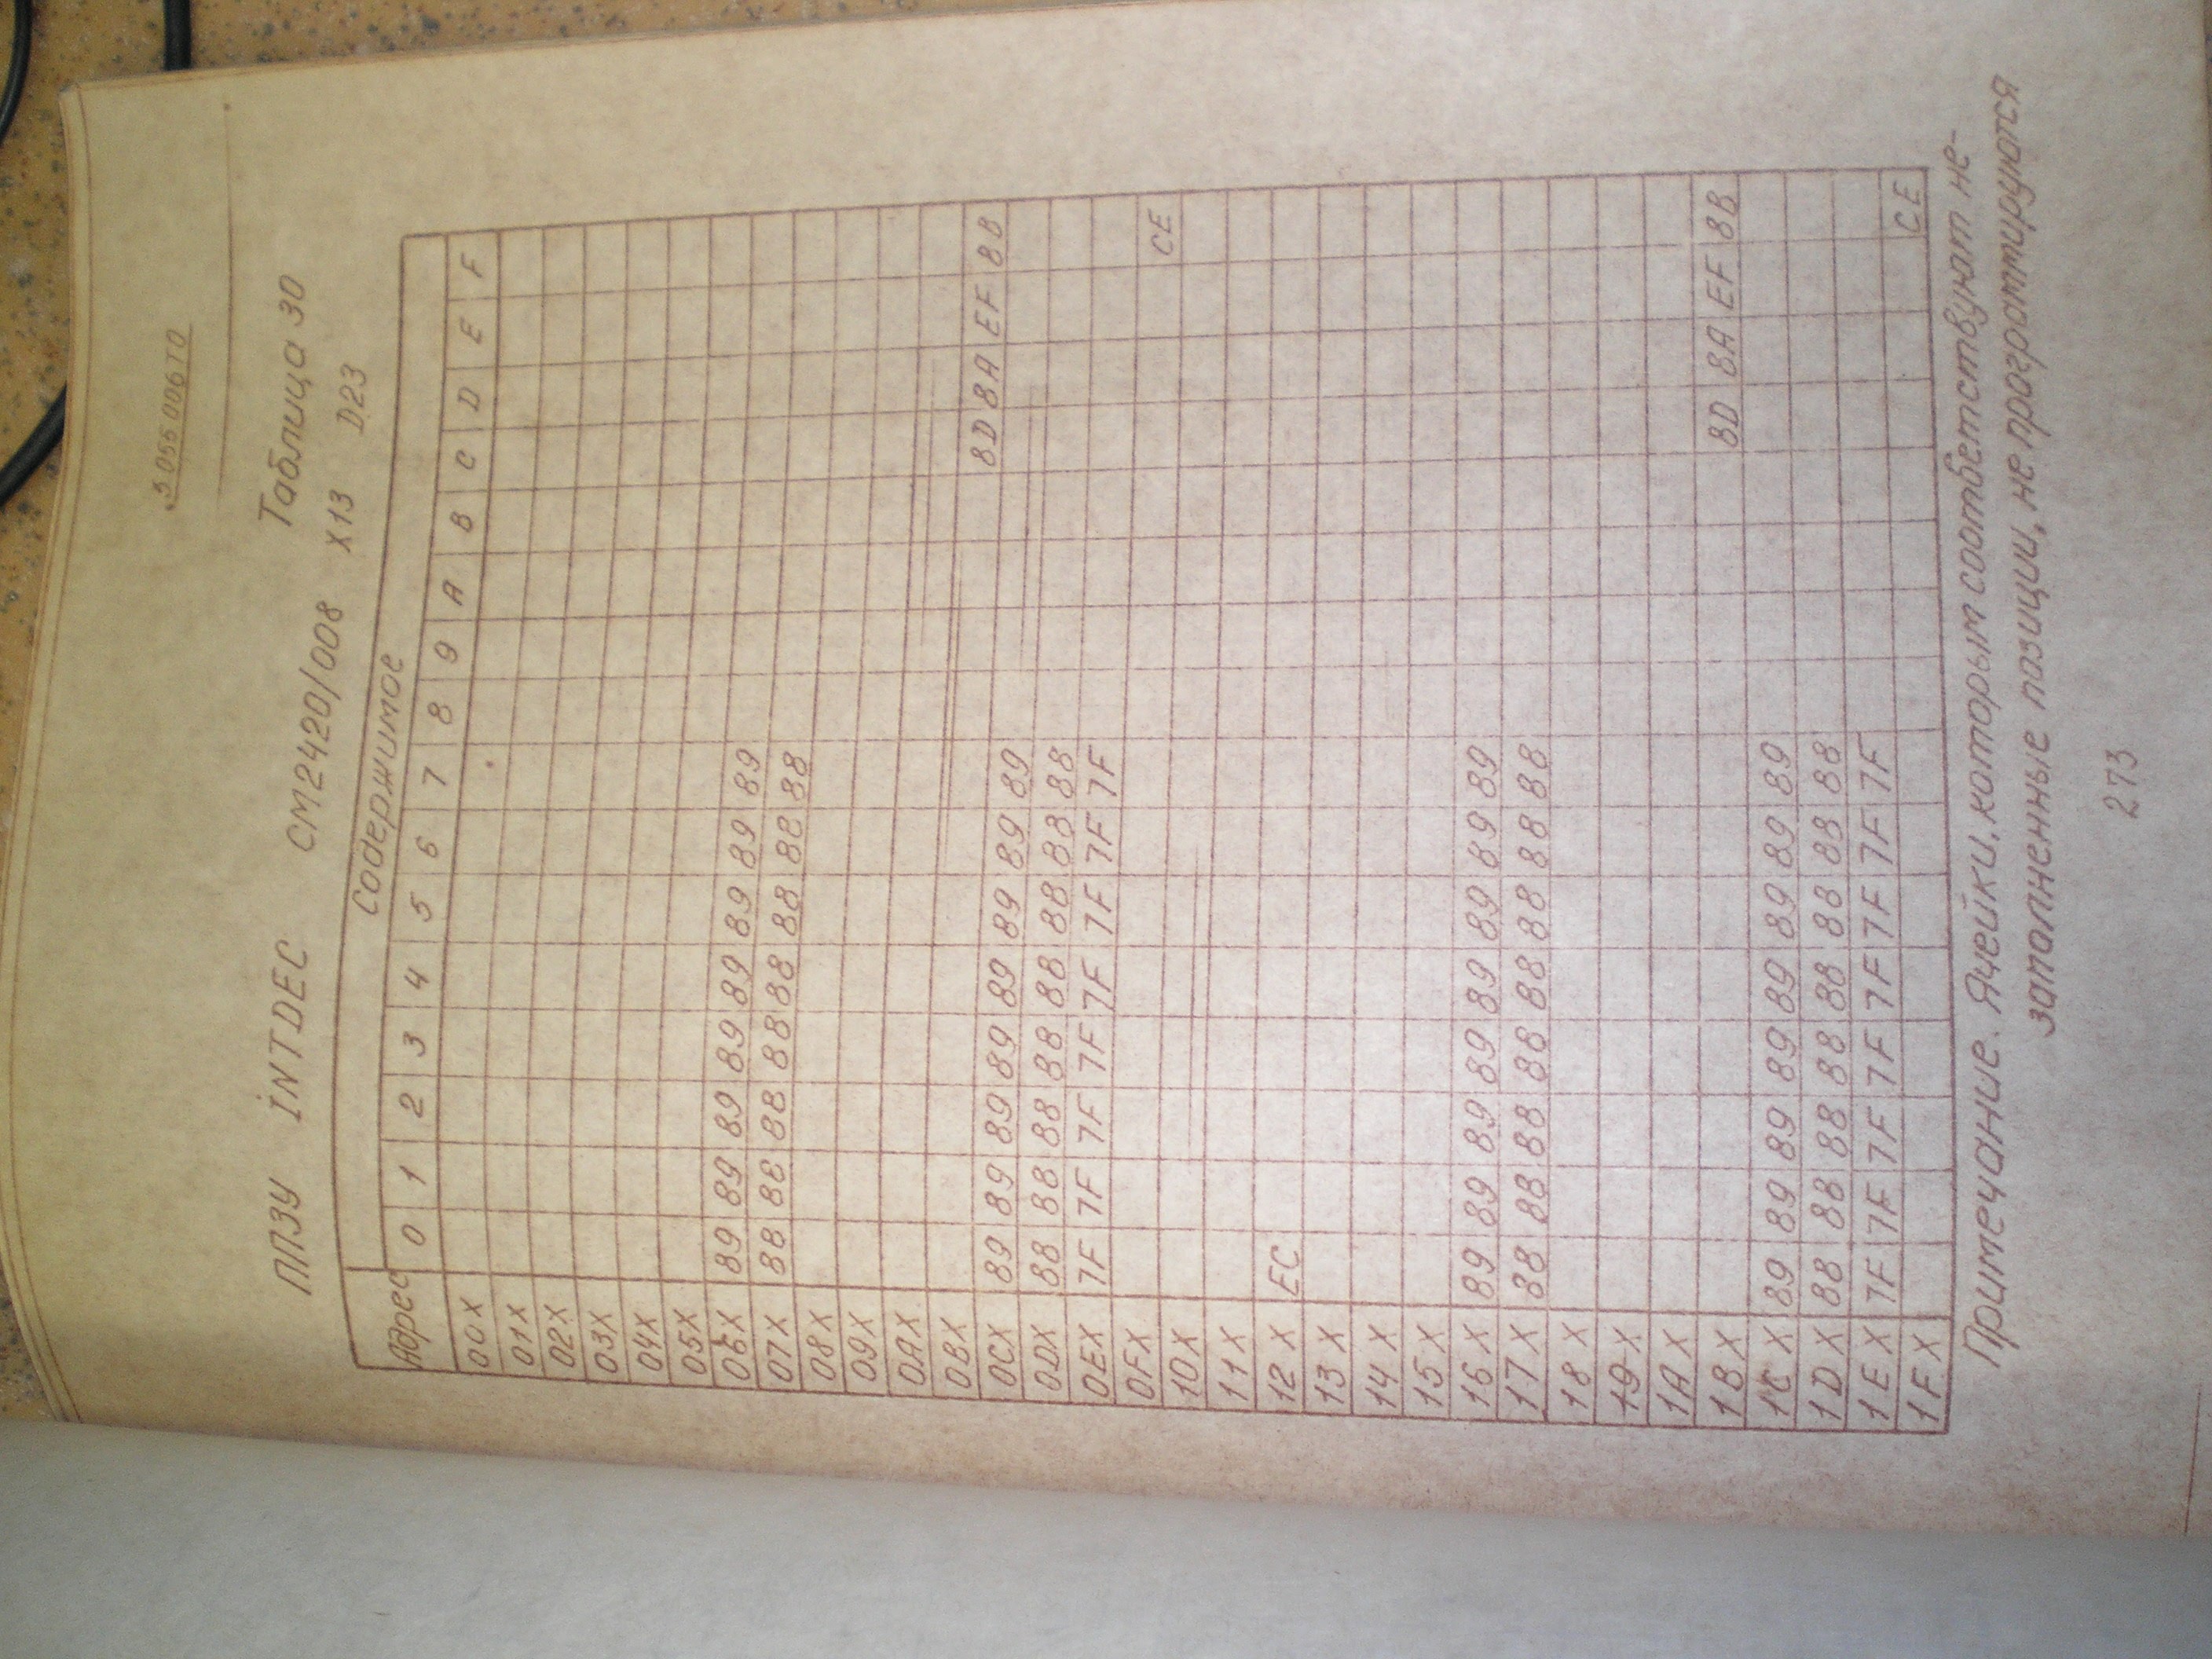 3 055 006 ТО
Таблица 30
ППЗУ INTDEC СМ2420/008 X13 D23
Адрес Содержимое
0 1 2 3 4 5 6 7 8 9 A B C D E F
00X
01X
02X
03X
04X
05X
06X 89 89 89 89 89 89 89 89
07X 88 88 88 88 88 88 88 88
08X
09X
0AX
0BX 8D 8A EF 8B
0CX 89 89 89 89 89 89 89 89
0DX 88 88 88 88 88 88 88 88
0EX 7F 7F 7F 7F 7F 7F 7F 7F
0FX CE
10X
11X
12X EC
13X
14X
15X
16X 89 89 89 89 89 89 89 89
17X 88 88 88 88 88 88 88 88
18X
19X
1AX
1BX 8D 8A EF 8B
1CX 89 89 89 89 89 89 89 89
1DX 88 88 88 88 88 88 88 88
1EX 7F 7F 7F 7F 7F 7F 7F 7F
1FX CE
Примечание. Ячейки, которым соответствуют не-
заполненные позиции, не программируются
273